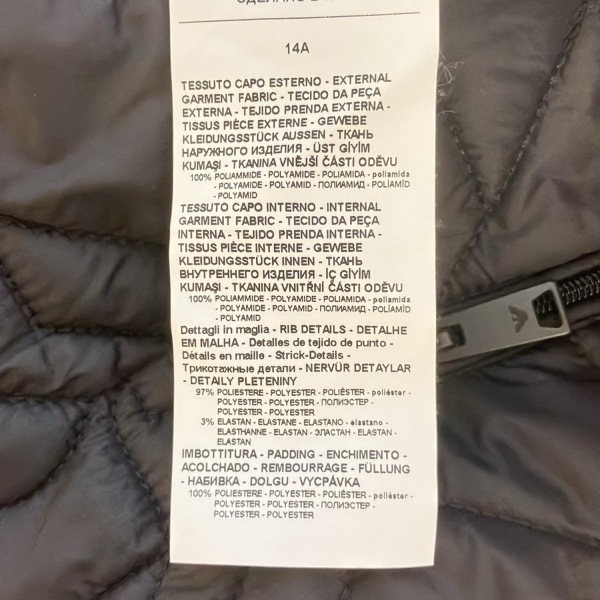 14A
TESSUTO CAPO ESTERNO - EXTERNAL
GARMENT FABRIC - TECIDO DA PEÇA
EXTERNA - TEJIDO PRENDA EXTERNA -
TISSUS PIÈCE EXTERNE - GEWEBE
KLEIDUNGSSTÜCK AUSSEN - ТКАНЬ
НАРУЖНОГО ИЗДЕЛИЯ - ÜST GİYİM
KUMAŞI - TKANINA VNĚJŠÍ ČÁSTI ODĚVU
100% POLIAMMIDE - POLYAMIDE - POLIAMIDA - poliamida
- POLYAMIDE - POLYAMID - ПОЛИАМИД - POLİAMİD
- POLYAMID
TESSUTO CAPO INTERNO - INTERNAL
GARMENT FABRIC - TECIDO DA PEÇA
INTERNA - TEJIDO PRENDA INTERNA -
TISSUS PIÈCE INTERNE - GEWEBE
KLEIDUNGSSTÜCK INNEN - ТКАНЬ
ВНУТРЕННЕГО ИЗДЕЛИЯ - İÇ GİYİM
KUMAŞI - TKANINA VNITŘNÍ ČÁSTI ODĚVU
100% POLIAMMIDE - POLYAMIDE - POLIAMIDA - poliamida
- POLYAMIDE - POLYAMID - ПОЛИАМИД - POLİAMİD
- POLYAMID
Dettagli in maglia - RIB DETAILS - DETALHE
EM MALHA - Detalles de tejido de punto -
Détails en maille - Strick-Details -
Трикотажные детали - NERVÜR DETAYLAR
- DETAILY PLETENINY
97% POLIESTERE - POLYESTER - POLIÉSTER - poliéster -
POLYESTER - POLYESTER - ПОЛИЭСТЕР -
POLYESTER - POLYESTER
3% ELASTAN - ELASTANE - ELASTANO - elastano -
ELASTHANNE - ELASTAN - ЭЛАСТАН - ELASTAN -
ELASTAN
IMBOTTITURA - PADDING - ENCHIMENTO -
ACOLCHADO - REMBOURRAGE - FÜLLUNG
- НАБИВКА - DOLGU - VYCPÁVKA
100% POLIESTERE - POLYESTER - POLIÉSTER - poliéster -
POLYESTER - POLYESTER - ПОЛИЭСТЕР -
POLYESTER - POLYESTER